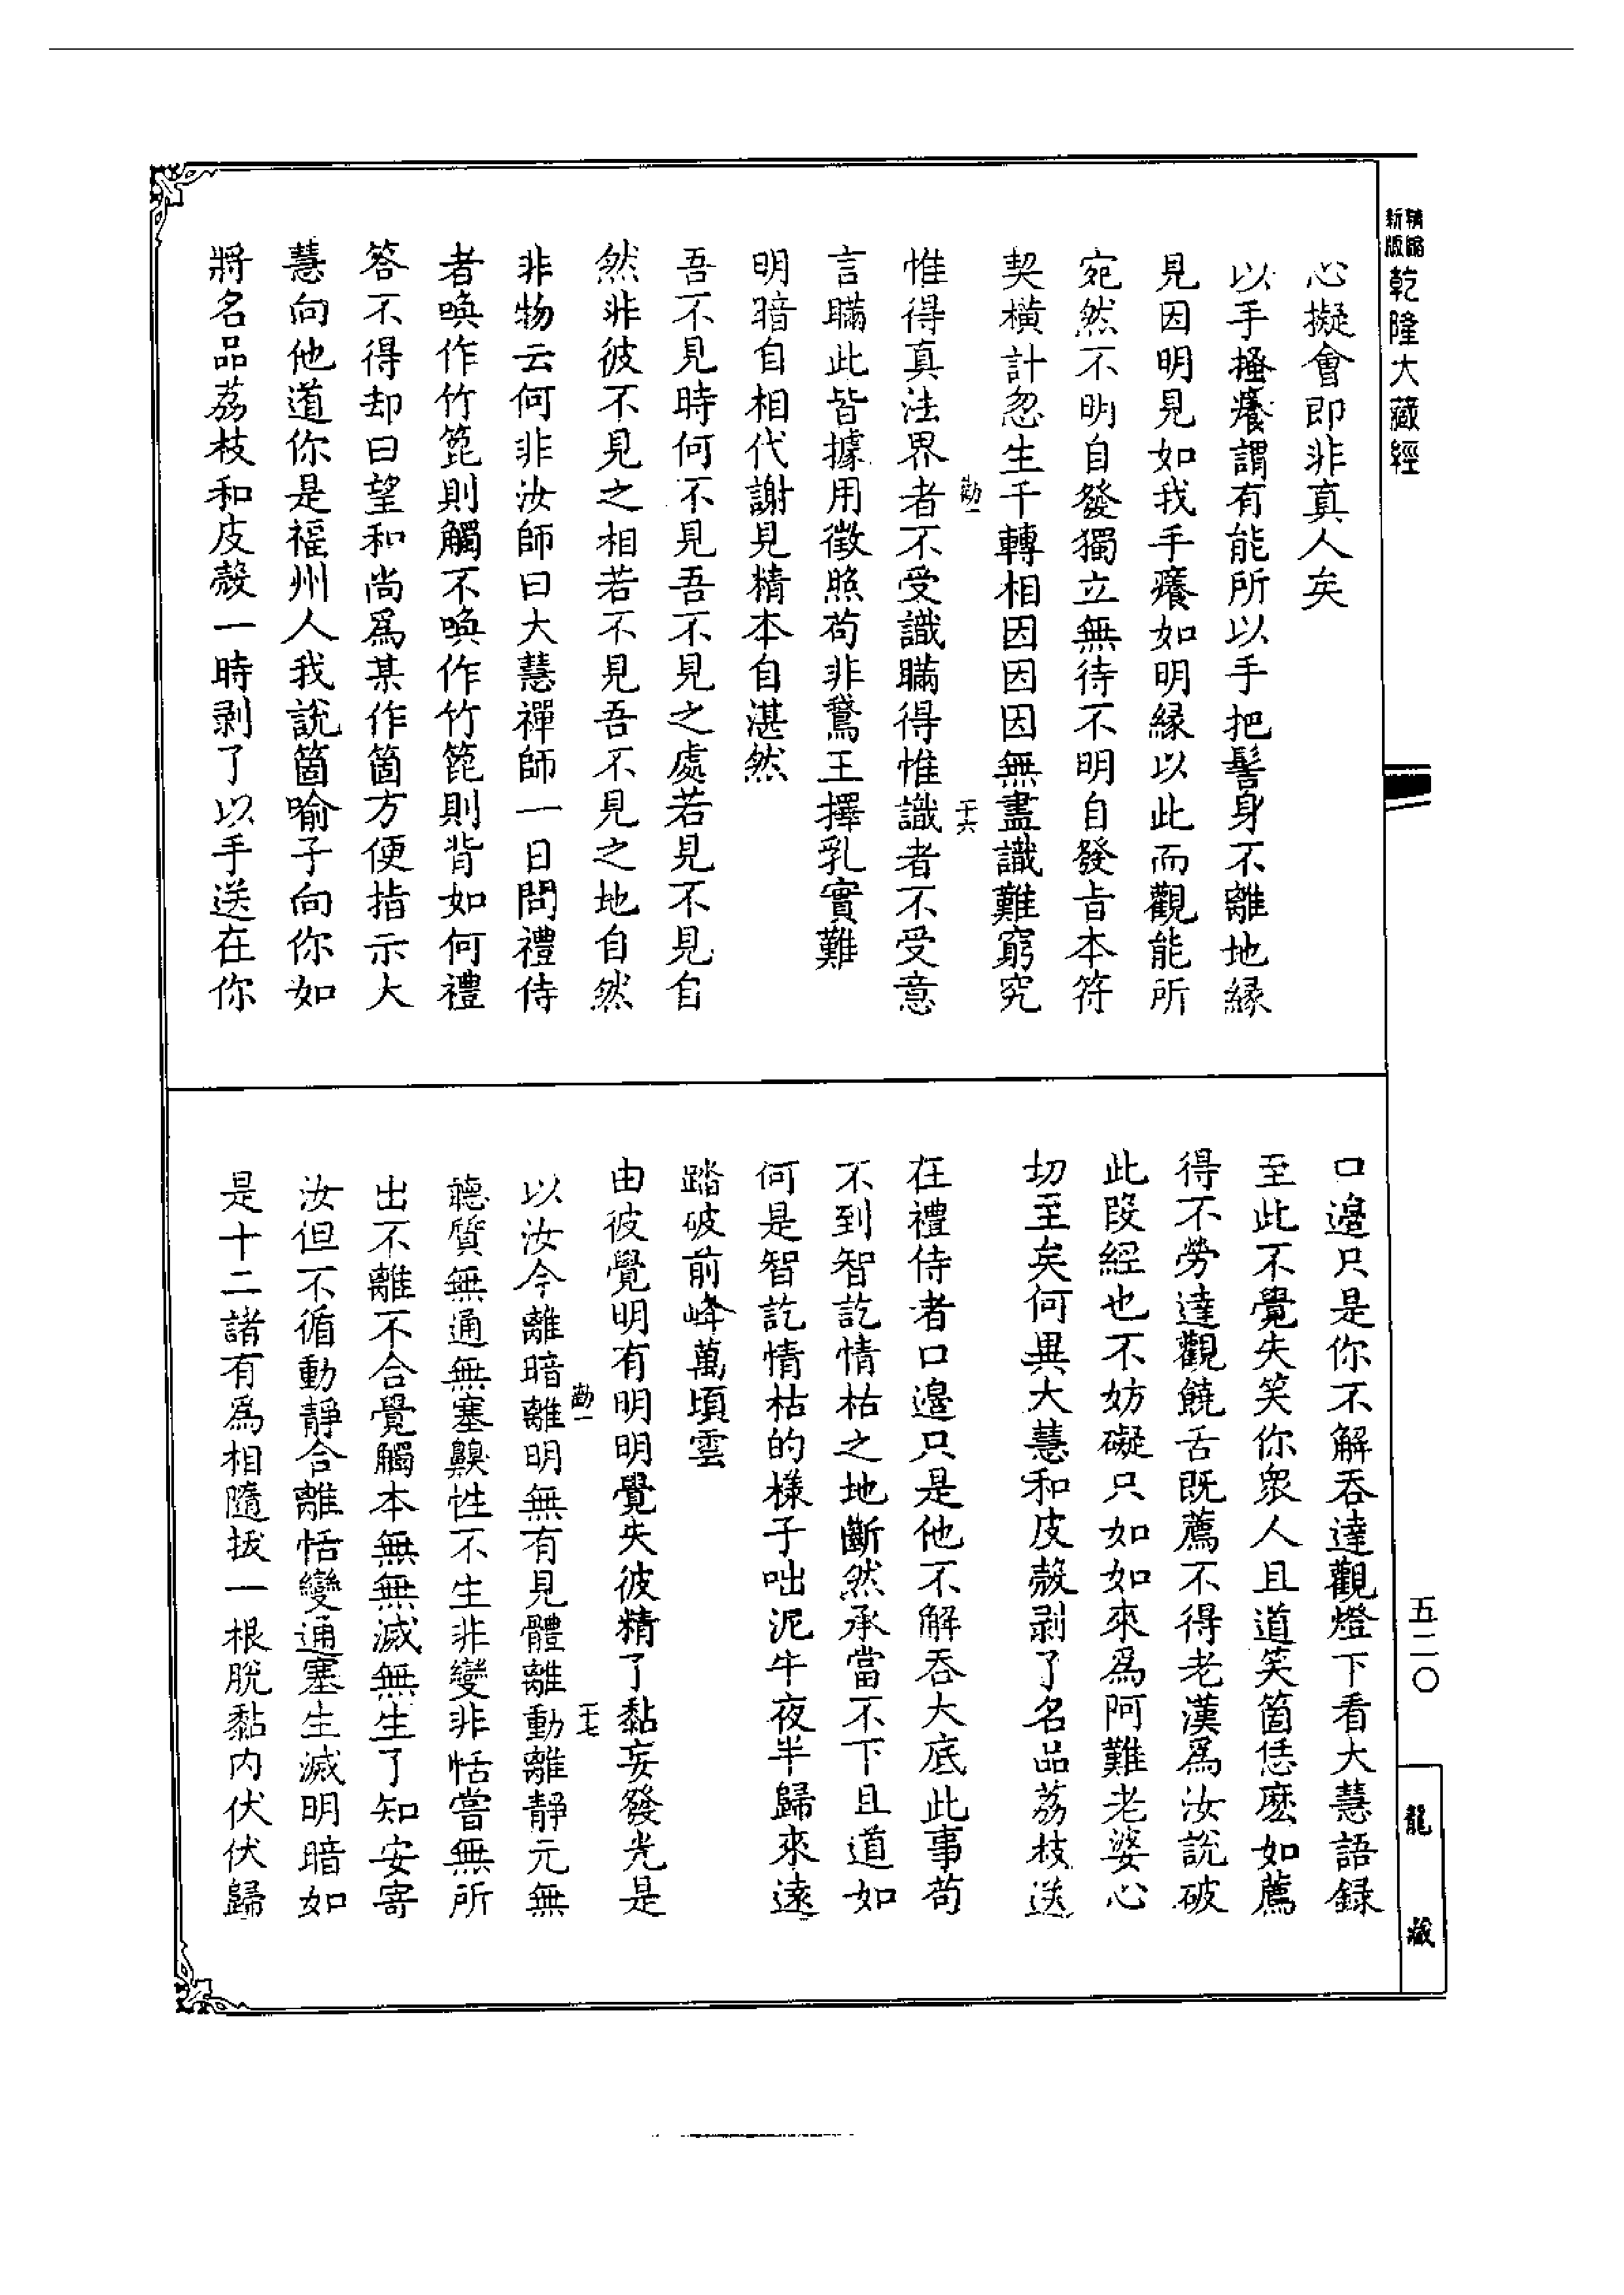 精縮
新版
乾隆大藏經
心擬會即非真人矣
以手搔癢謂有能所以手把髻身不離地緣
見因明見如我手癢如明緣以此而觀能所
宛然不明自發獨立無待不明自發旨本符
契橫計忽生千轉相因因因無盡識難窮究
勸一
于六
惟得真法界者不受識瞞得惟識者不受意
言瞞此皆據用徵照苟非鵞王擇乳實難
明暗自相代謝見精本自湛然
吾不見時何不見吾不見之處若見不見自
然非彼不見之相若不見吾不見之地自然
非物云何非汝師曰大慧禪師一日問禮侍
者喚作竹箆則觸不喚作竹箆則背如何禮
答不得却曰望和尚爲某作箇方便指示大
慧向他道你是福州人我說箇喻子向你如
將名品荔枝和皮殼一時剥了以手送在你
口邊只是你不解吞達觀燈下看大慧語録
至此不覺失笑你衆人且道笑箇恁麽如薦
得不勞達觀饒舌既薦不得老漢爲汝說破
此段經也不妨礙只如如來爲阿難老婆心
切至矣何異大慧和皮殼剥了名品荔枝送
在禮侍者口邊只是他不解吞大底此事苟
不到智訖情枯之地斷然承當不下且道如
何是智訖情枯的樣子咄泥牛夜半歸來遠
踏破前峰萬頃雲
由彼覺明有明明覺失彼精了黏妄發光是
勸一
于七
以汝今離暗離明無有見體離動離靜元無
聽質無通無塞齅性不生非變非恬嘗無所
出不離不合覺觸本無無滅無生了知安寄
汝但不循動靜合離恬變通塞生滅明暗如
是十二諸有爲相隨拔一根脫黏內伏伏歸
五二〇
龍藏